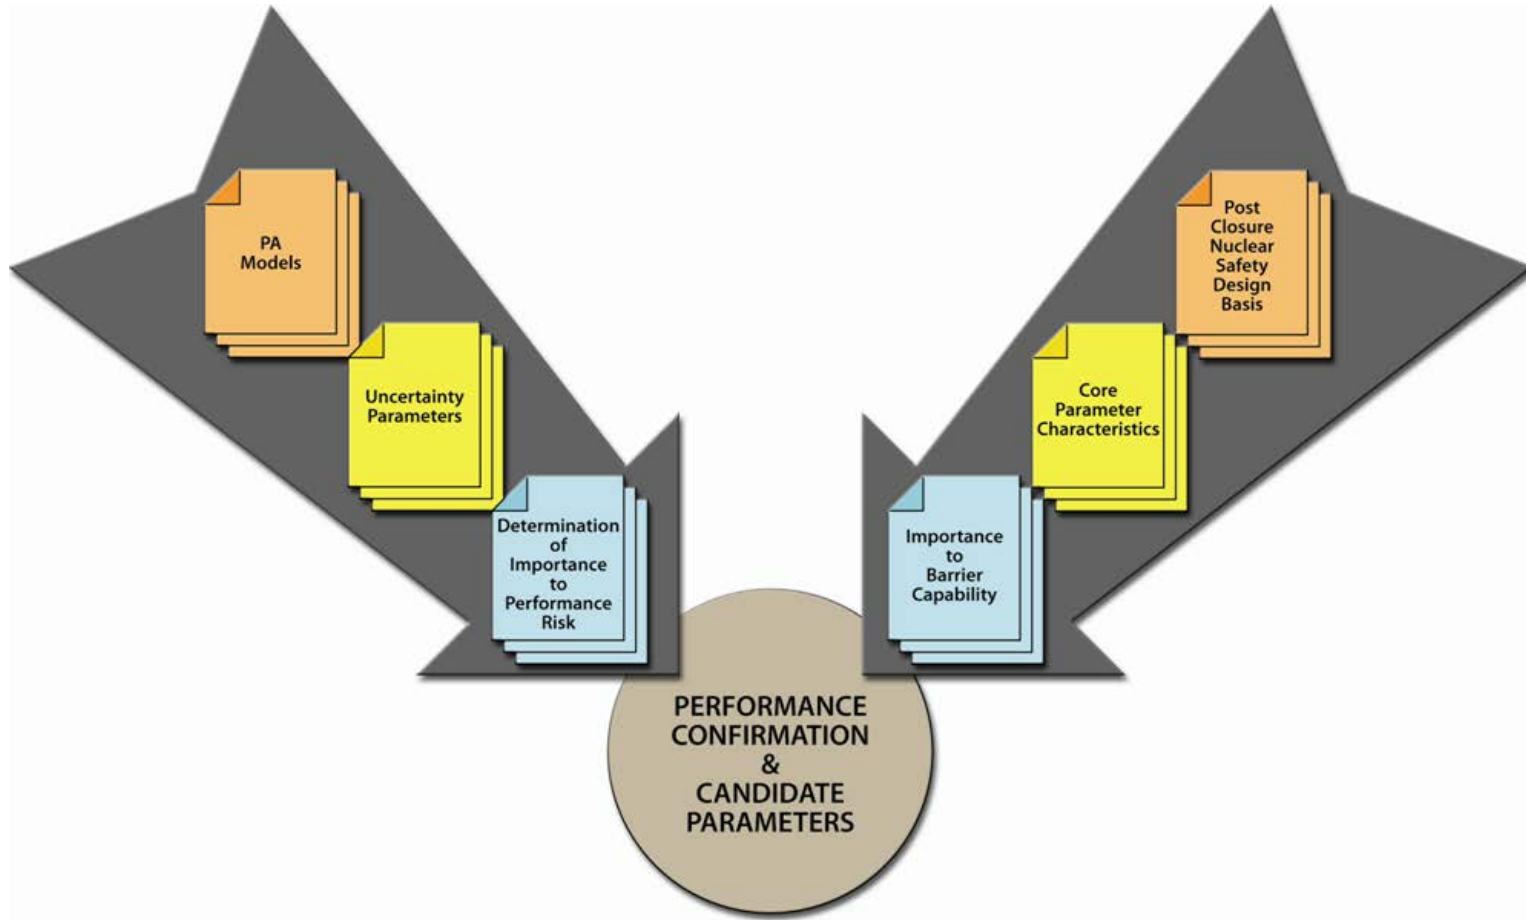 PA
Models
Uncertainty
Parameters
Determination
of
Importance
to
Performance
Risk
Post
Closure
Nuclear
Safety
Design
Basis
Core
Parameter
Characteristics
Importance
to
Barrier
Capability
PERFORMANCE
CONFIRMATION
&
CANDIDATE
PARAMETERS